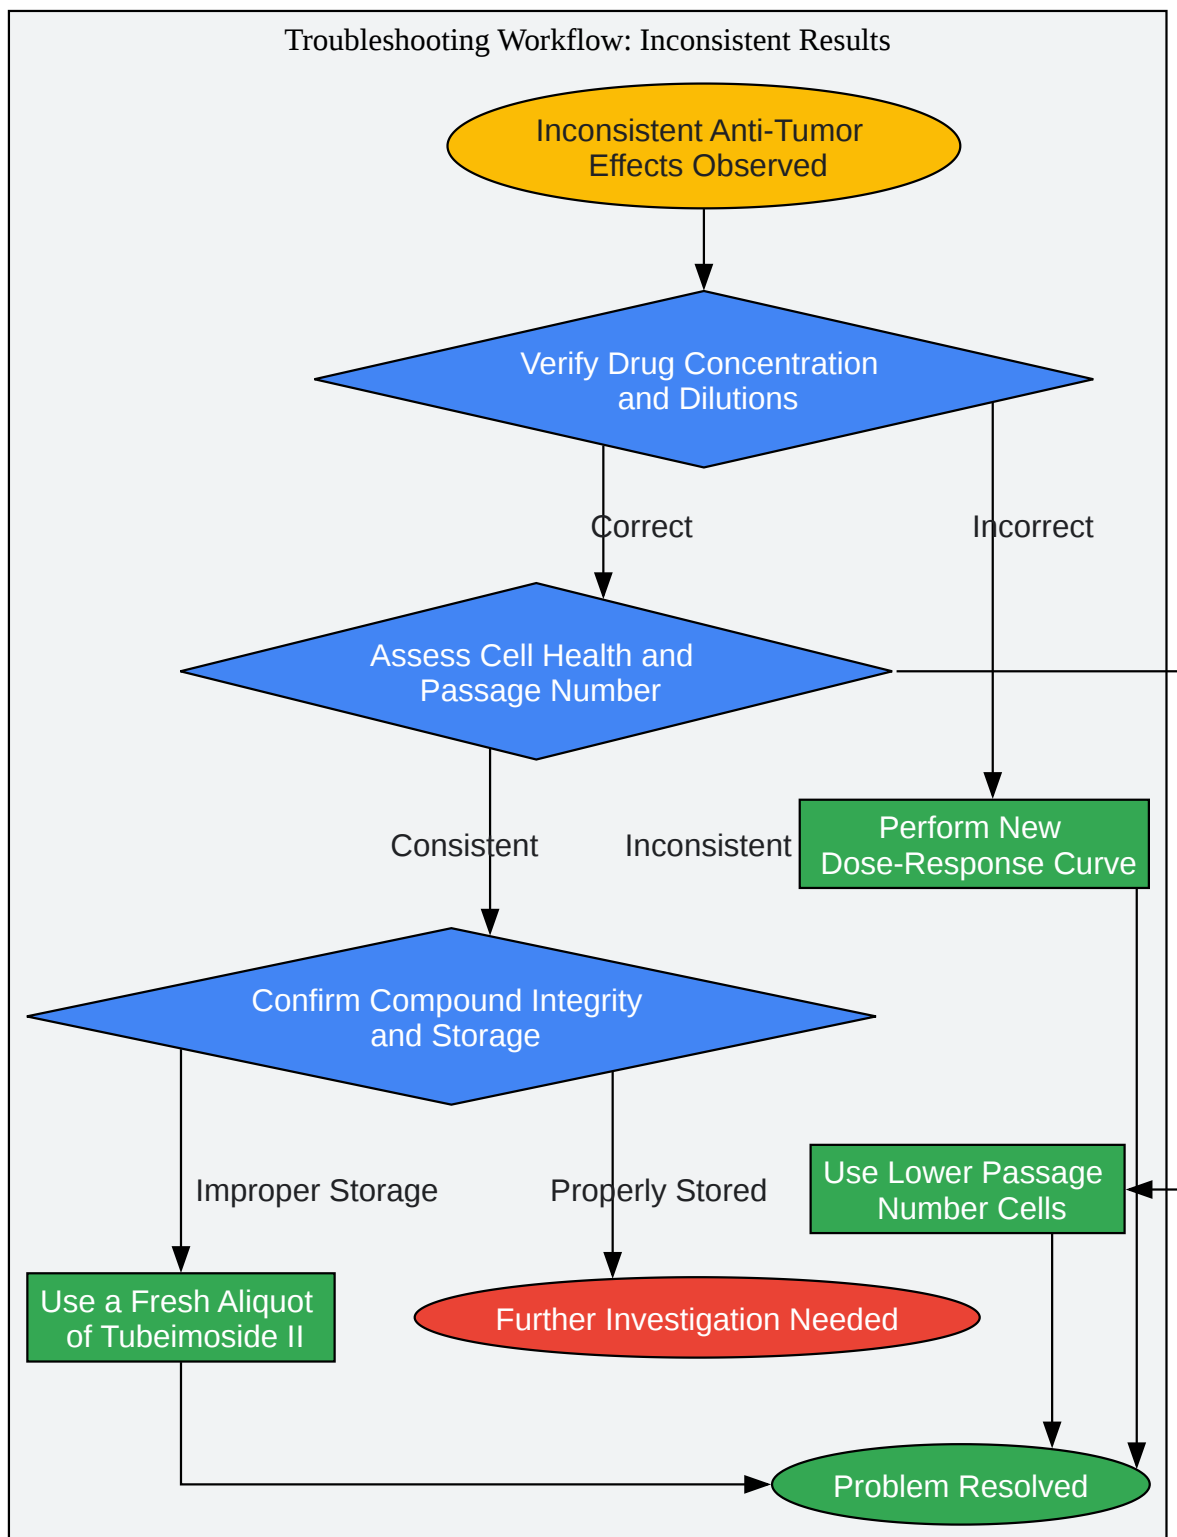 Troubleshooting Workflow: Inconsistent Results
Inconsistent Anti-Tumor
Effects Observed
Verify Drug Concentration
and Dilutions
Correct
Incorrect
Assess Cell Health and
Passage Number
Consistent
Inconsistent
Perform New
Dose-Response Curve
Confirm Compound Integrity
and Storage
Improper Storage
Properly Stored
Use Lower Passage
Number Cells
Use a Fresh Aliquot
of Tubeimoside II
Further Investigation Needed
Problem Resolved